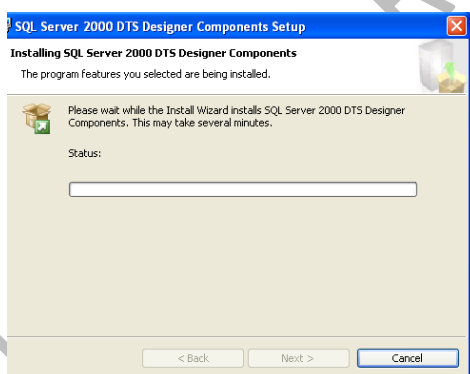 SQL Server 2000 DTS Designer Components Setup
Installing SQL Server 2000 DTS Designer Components
The program features you selected are being installed.
Please wait while the Install Wizard installs SQL Server 2000 DTS Designer
Components. This may take several minutes.
Status:
< Back Next > Cancel